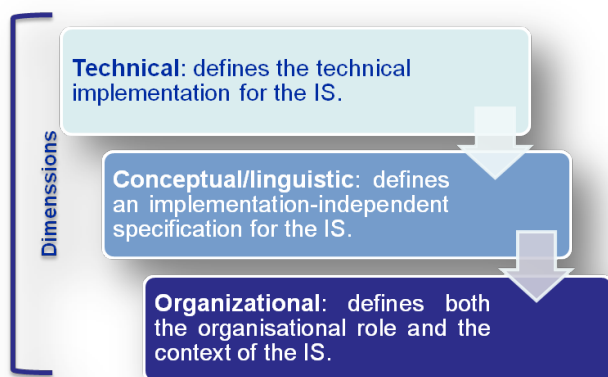 Dimenssions
Technical: defines the technical
implementation for the IS.
Conceptual/linguistic: defines
an implementation-independent
specification for the IS.
Organizational: defines both
the organisational role and the
context of the IS.